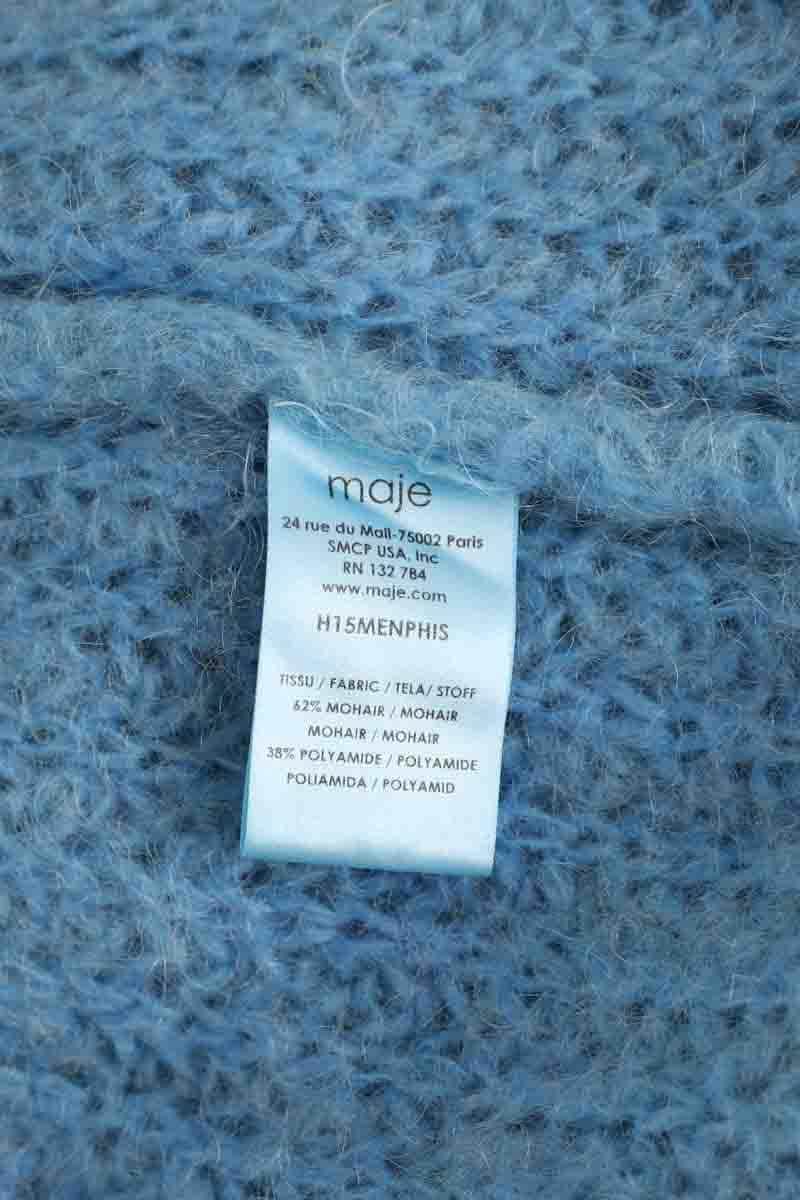 maje
24 rue du Mail-75002 Paris
SMCP USA, Inc
RN 132 784
www.maje.com
H15MENPHIS
TISSU / FABRIC / TELA/ STOFF
62% MOHAIR / MOHAIR
MOHAIR / MOHAIR
38% POLYAMIDE / POLYAMIDE
POLIAMIDA / POLYAMID